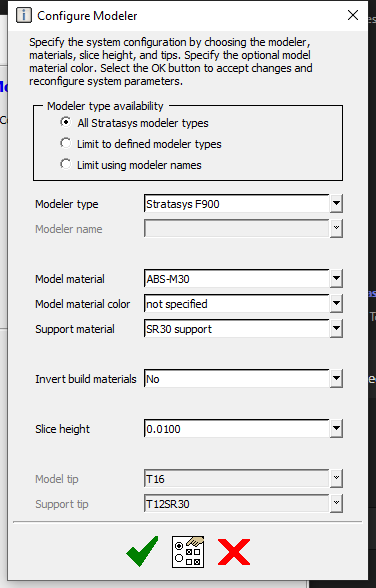 Configure Modeler
Specify the system configuration by choosing the modeler,
materials, slice height, and tips. Specify the optional model
material color. Select the OK button to accept changes and
reconfigure system parameters.
Modeler type availability
All Stratasys modeler types
Limit to defined modeler types
Limit using modeler names
Modeler type Stratasys F900
Modeler name
Model material ABS-M30
Model material color not specified
Support material SR30 support
Invert build materials No
Slice height 0.0100
Model tip T16
Support tip T12SR30